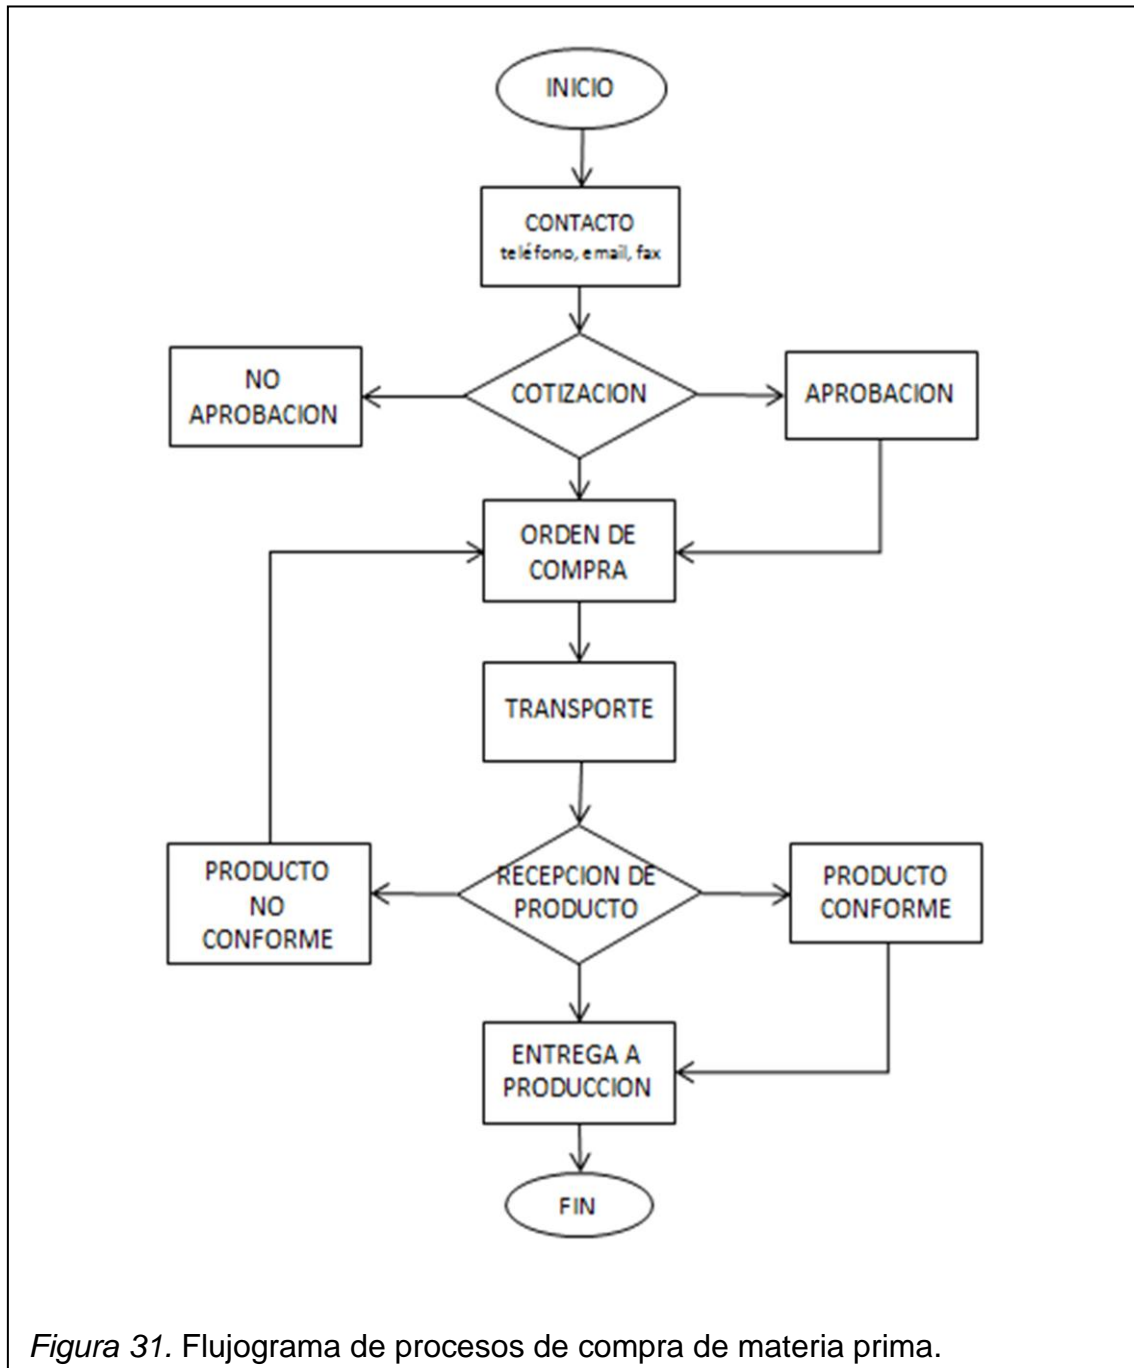 INICIO
CONTACTO
teléfono, email, fax
NO
APROBACION
COTIZACION
APROBACION
ORDEN DE
COMPRA
TRANSPORTE
PRODUCTO
NO
CONFORME
RECEPCION DE
PRODUCTO
PRODUCTO
CONFORME
ENTREGA A
PRODUCCION
FIN
Figura 31. Flujograma de procesos de compra de materia prima.